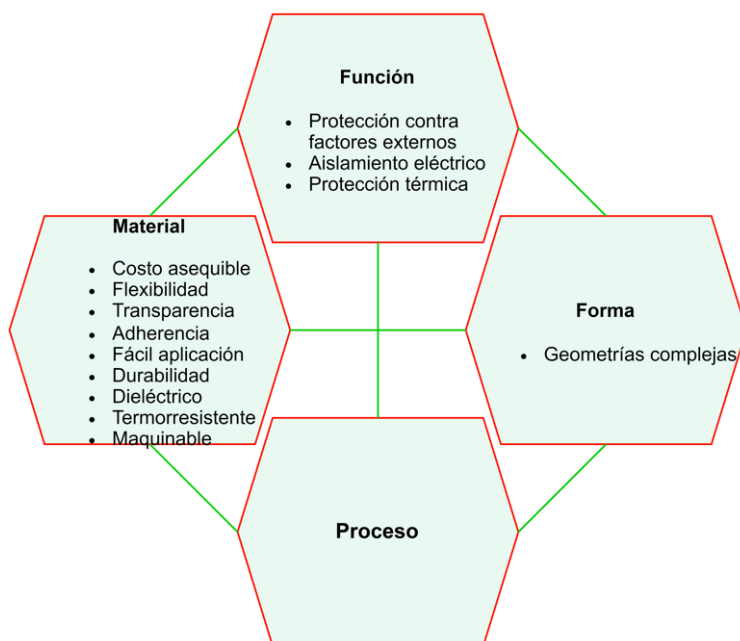 Función
• Protección contra
factores externos
• Aislamiento eléctrico
• Protección térmica
Material
• Costo asequible
• Flexibilidad
• Transparencia
• Adherencia
• Fácil aplicación
• Durabilidad
• Dieléctrico
• Termorresistente
• Maquinable
Forma
• Geometrías complejas
Proceso